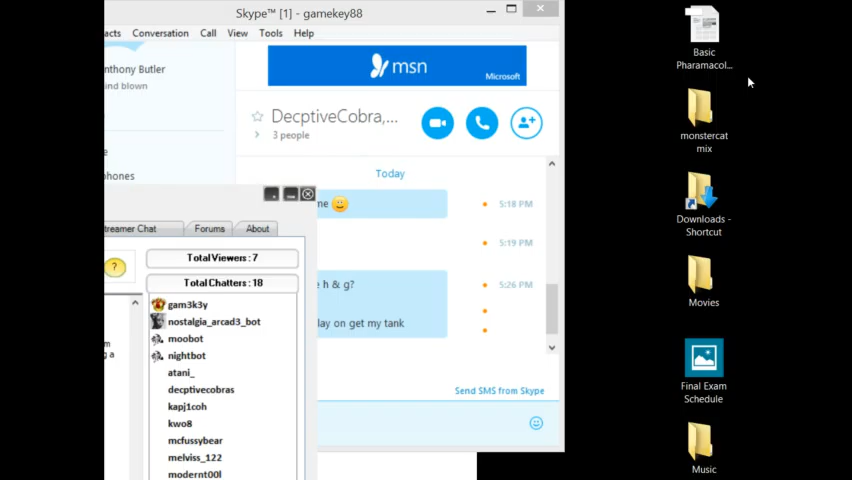 Skype™ [1] - gamekey88
acts Conversation Call View Tools Help
nthony Butler
ind blown
msn
Microsoft
DecptiveCobra,...
3 people
e
phones
Today
me
5:18 PM
5:19 PM
5:26 PM
e h & g?
lay on get my tank
Send SMS from Skype
treamer Chat Forums About
?
Total Viewers : 7
Total Chatters : 18
m
g a
gam3k3y
nostalgia_arcad3_bot
moobot
nightbot
atani_
decptivecobras
kapj1coh
kwo8
mcfussybear
melviss_122
modernt00l
Basic
Pharamacol...
monstercat
mix
Downloads -
Shortcut
Movies
Final Exam
Schedule
Music